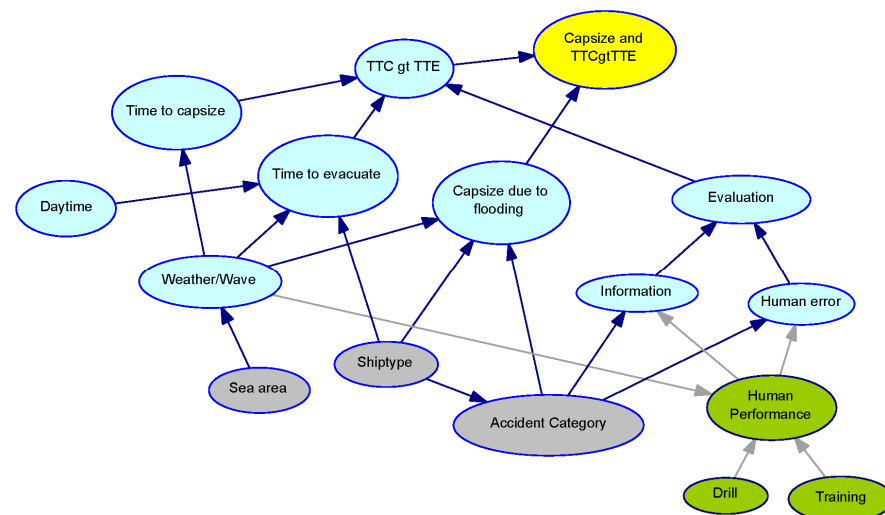 Capsize and
TTCgtTTE
TTC gt TTE
Time to capsize
Time to evacuate
Capsize due to
flooding
Evaluation
Daytime
Weather/Wave
Information
Human error
Shiptype
Sea area
Human
Performance
Accident Category
Drill
Training